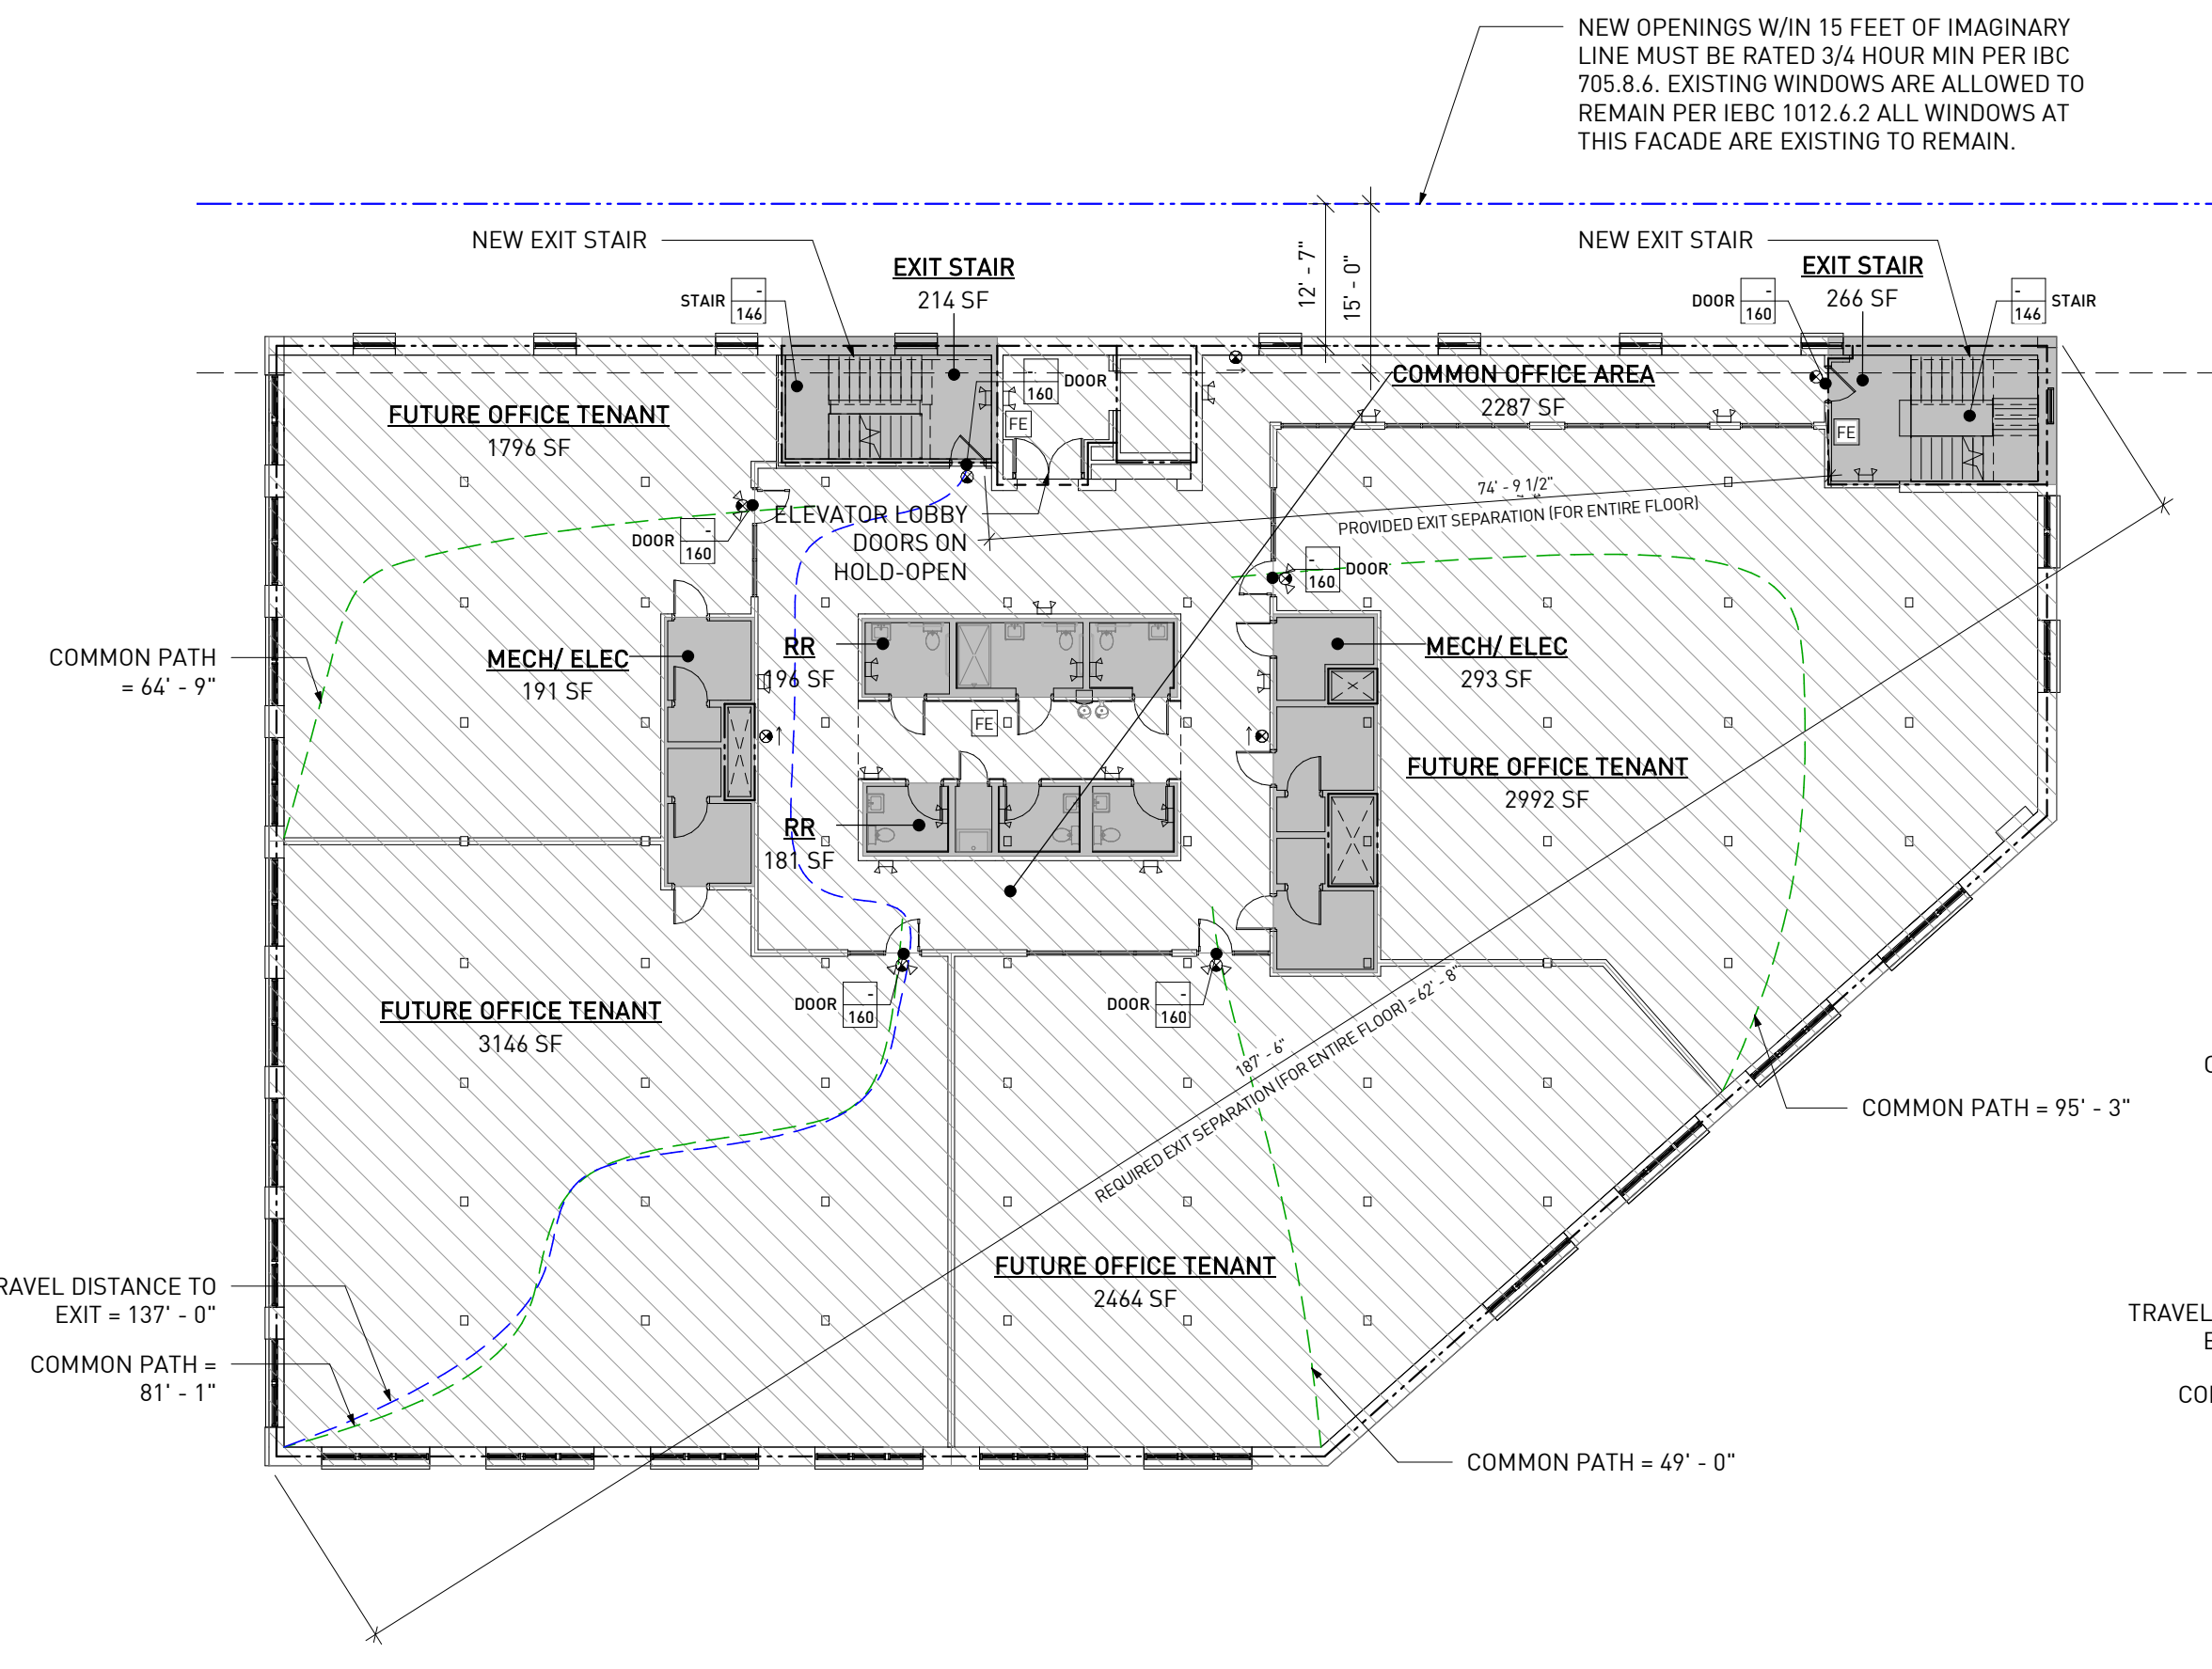 NEW OPENINGS W/IN 15 FEET OF IMAGINARY
LINE MUST BE RATED 3/4 HOUR MIN PER IBC
705.8.6. EXISTING WINDOWS ARE ALLOWED TO
REMAIN PER IEBC 1012.6.2 ALL WINDOWS AT
THIS FACADE ARE EXISTING TO REMAIN.
NEW EXIT STAIR
EXIT STAIR
214 SF
STAIR
-
146
12' - 7"
15' - 0"
NEW EXIT STAIR
EXIT STAIR
266 SF
DOOR
-
160
-
146
STAIR
FUTURE OFFICE TENANT
1796 SF
-
160
DOOR
FE
COMMON OFFICE AREA
2287 SF
FE
DOOR
-
160
ELEVATOR LOBBY
DOORS ON
HOLD-OPEN
74' - 9 1/2"
PROVIDED EXIT SEPARATION (FOR ENTIRE FLOOR)
-
160
DOOR
COMMON PATH
= 64' - 9"
MECH/ ELEC
191 SF
RR
196 SF
FE
MECH/ ELEC
293 SF
FUTURE OFFICE TENANT
2992 SF
RR
181 SF
FUTURE OFFICE TENANT
3146 SF
DOOR
-
160
DOOR
-
160
187' - 6"
REQUIRED EXIT SEPARATION (FOR ENTIRE FLOOR) = 62' - 8"
COMMON PATH = 95' - 3"
FUTURE OFFICE TENANT
2464 SF
RAVEL DISTANCE TO
EXIT = 137' - 0"
COMMON PATH =
81' - 1"
COMMON PATH = 49' - 0"
TRAVEL